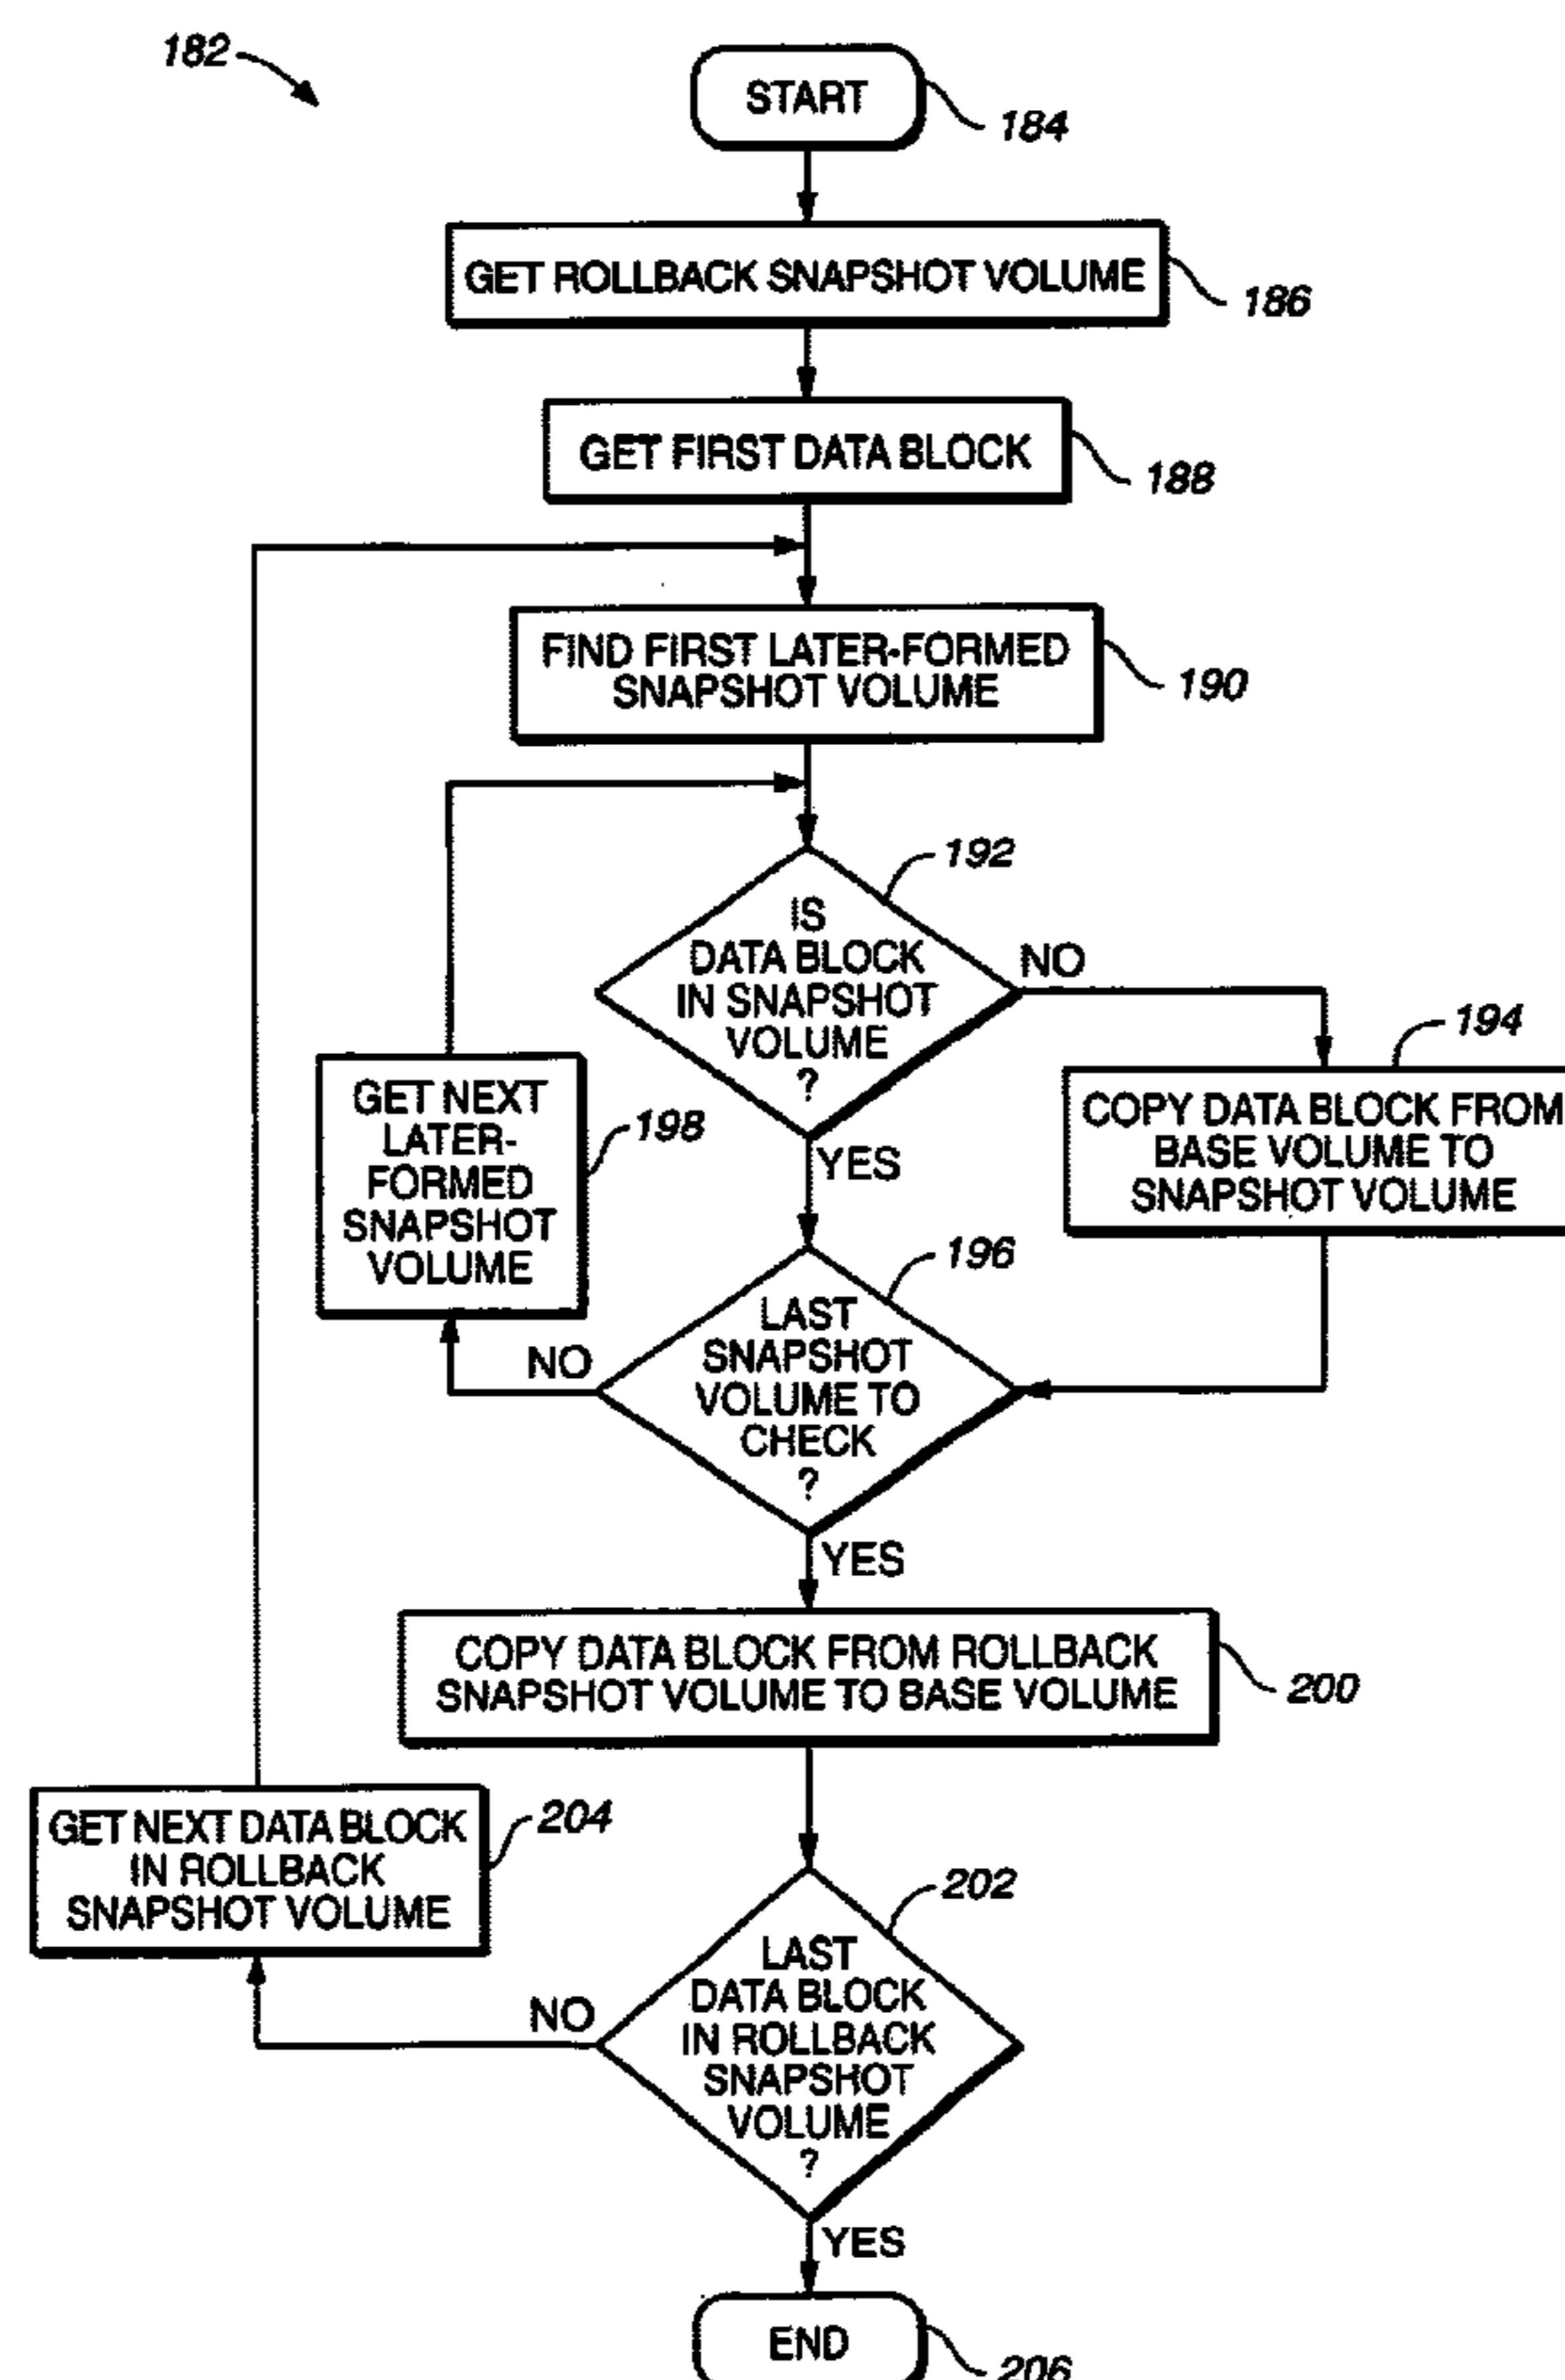 182
START
184
GET ROLLBACK SNAPSHOT VOLUME
186
GET FIRST DATA BLOCK
188
FIND FIRST LATER-FORMED
SNAPSHOT VOLUME
190
192
IS
DATA BLOCK
IN SNAPSHOT
VOLUME
?
NO
YES
194
COPY DATA BLOCK FROM
BASE VOLUME TO
SNAPSHOT VOLUME
GET NEXT
LATER-
FORMED
SNAPSHOT
VOLUME
198
196
LAST
SNAPSHOT
VOLUME TO
CHECK
?
NO
YES
COPY DATA BLOCK FROM ROLLBACK
SNAPSHOT VOLUME TO BASE VOLUME
200
GET NEXT DATA BLOCK
IN ROLLBACK
SNAPSHOT VOLUME
204
202
LAST
DATA BLOCK
IN ROLLBACK
SNAPSHOT
VOLUME
?
NO
YES
END
206